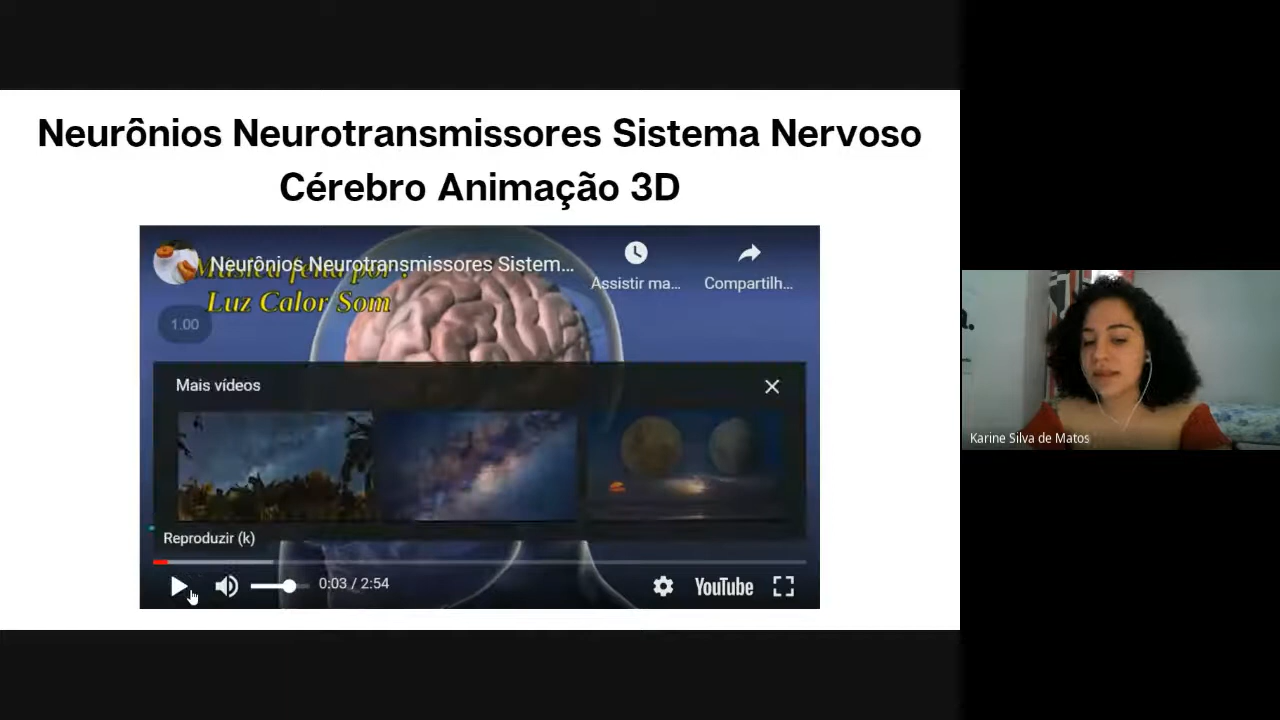 Neurônios Neurotransmissores Sistema Nervoso
Cérebro Animação 3D
Neurônios Neurotransmissores Sistem...
Música feita por :
Luz Calor Som
Assistir ma...
Compartilh...
1.00
Mais vídeos
Reproduzir (k)
0:03 / 2:54
YouTube
Karine Silva de Matos